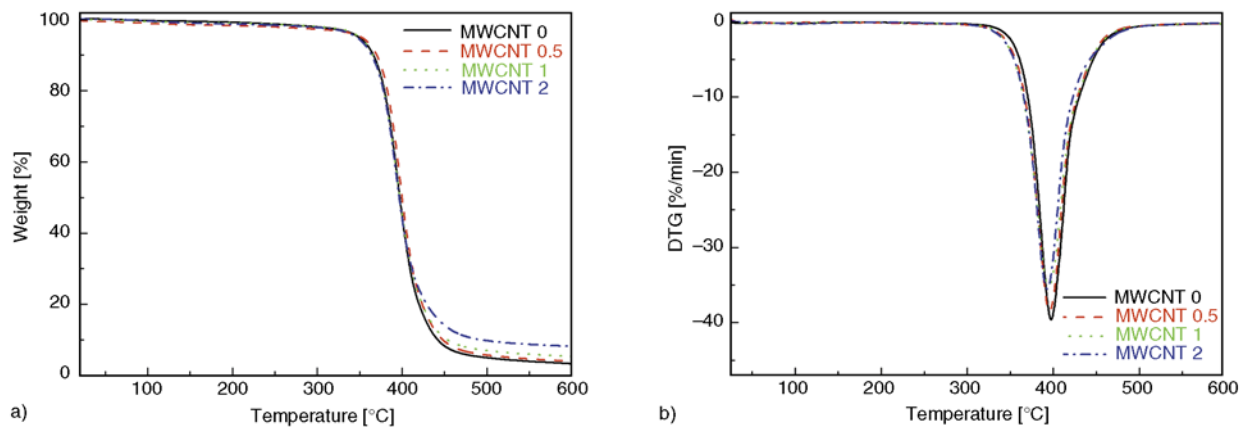 100
80
60
40
20
0
Weight [%]
100
200
300
400
500
600
Temperature [°C]
a)
MWCNT 0
MWCNT 0.5
MWCNT 1
MWCNT 2
0
−10
−20
−30
−40
DTG [%/min]
100
200
300
400
500
600
Temperature [°C]
b)
MWCNT 0
MWCNT 0.5
MWCNT 1
MWCNT 2